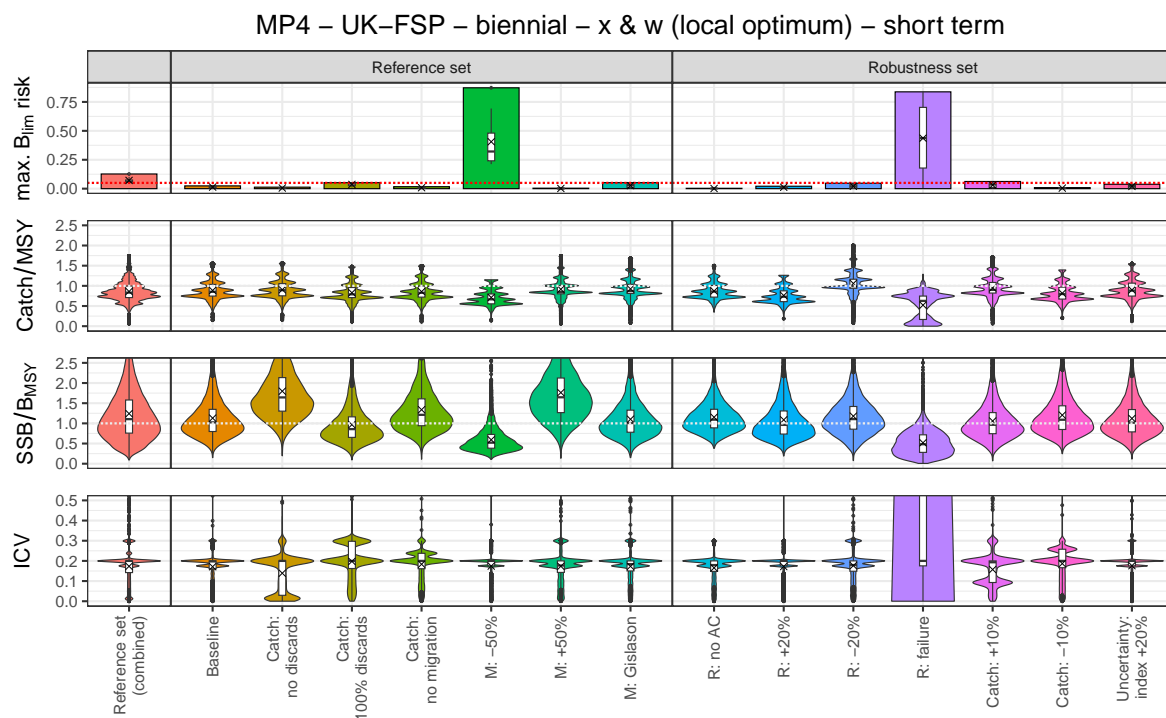 MP4 – UK–FSP – biennial – x & w (local optimum) – short term
Reference set
Robustness set
max. Blim risk
0.75
0.50
0.25
0.00
Catch/MSY
2.5
2.0
1.5
1.0
0.5
0.0
SSB/BMSY
2.5
2.0
1.5
1.0
0.5
0.0
ICV
0.5
0.4
0.3
0.2
0.1
0.0
Reference set
(combined)
Baseline
Catch:
no discards
Catch:
100% discards
Catch:
no migration
M: −50%
M: +50%
M: Gislason
R: no AC
R: +20%
R: −20%
R: failure
Catch: +10%
Catch: −10%
Uncertainty:
index +20%